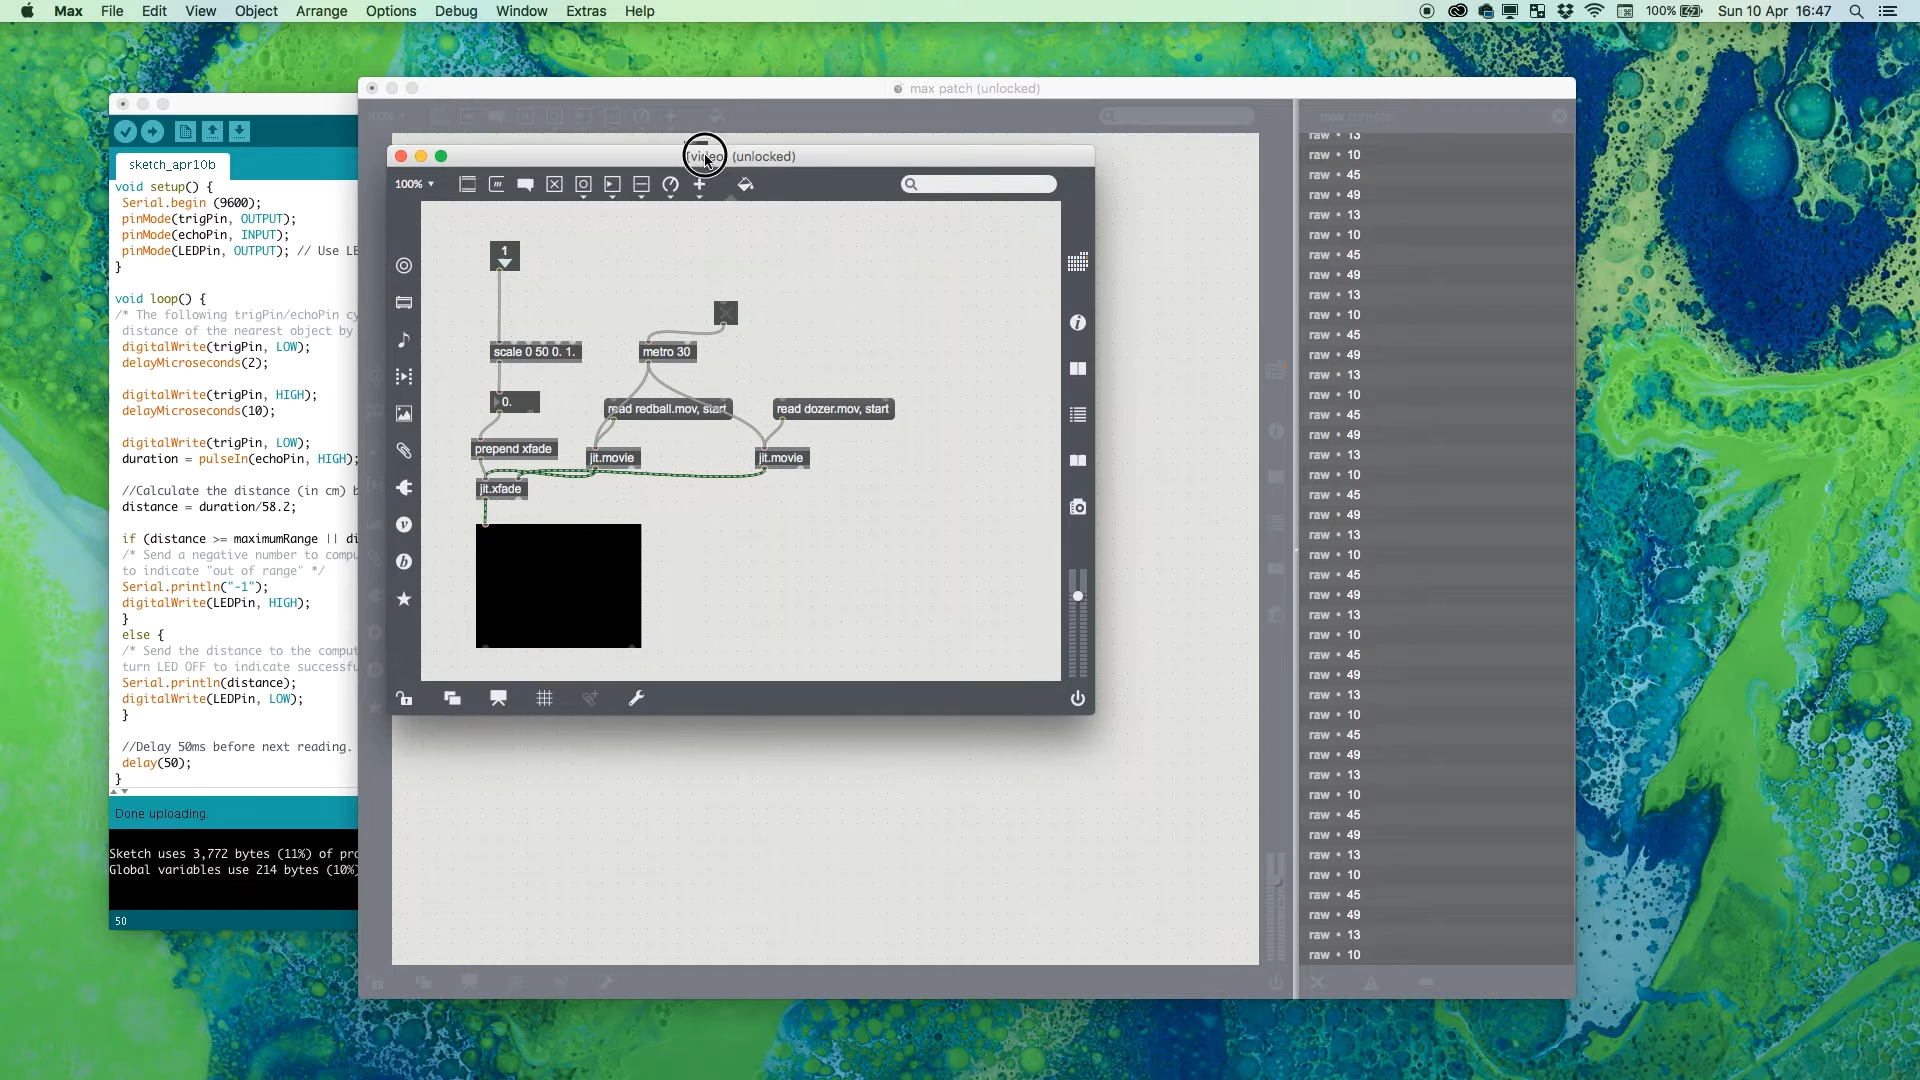 Max File Edit View Object Arrange Options Debug Window Extras Help 100% Sun 10 Apr 16:47
max patch (unlocked)
sketch_apr10b
void setup() {
Serial.begin (9600);
pinMode(trigPin, OUTPUT);
pinMode(echoPin, INPUT);
pinMode(LEDPin, OUTPUT); // Use LE
}
void loop() {
/* The following trigPin/echoPin cy
distance of the nearest object by
digitalWrite(trigPin, LOW);
delayMicroseconds(2);
digitalWrite(trigPin, HIGH);
delayMicroseconds(10);
digitalWrite(trigPin, LOW);
duration = pulseIn(echoPin, HIGH);
//Calculate the distance (in cm) b
distance = duration/58.2;
if (distance >= maximumRange || di
/* Send a negative number to compu
to indicate "out of range" */
Serial.println("-1");
digitalWrite(LEDPin, HIGH);
}
else {
/* Send the distance to the comput
turn LED OFF to indicate successfu
Serial.println(distance);
digitalWrite(LEDPin, LOW);
}
//Delay 50ms before next reading.
delay(50);
}
Done uploading.
Sketch uses 3,772 bytes (11%) of pro
Global variables use 214 bytes (10%)
50
[video] (unlocked)
100%
1
scale 0 50 0. 1.
metro 30
0.
read redball.mov, start
read dozer.mov, start
prepend xfade
jit.movie
jit.movie
jit.xfade
max console
raw • 13
raw • 10
raw • 45
raw • 49
raw • 13
raw • 10
raw • 45
raw • 49
raw • 13
raw • 10
raw • 45
raw • 49
raw • 13
raw • 10
raw • 45
raw • 49
raw • 13
raw • 10
raw • 45
raw • 49
raw • 13
raw • 10
raw • 45
raw • 49
raw • 13
raw • 10
raw • 45
raw • 49
raw • 13
raw • 10
raw • 45
raw • 49
raw • 13
raw • 10
raw • 45
raw • 49
raw • 13
raw • 10
raw • 45
raw • 49
raw • 13
raw • 10